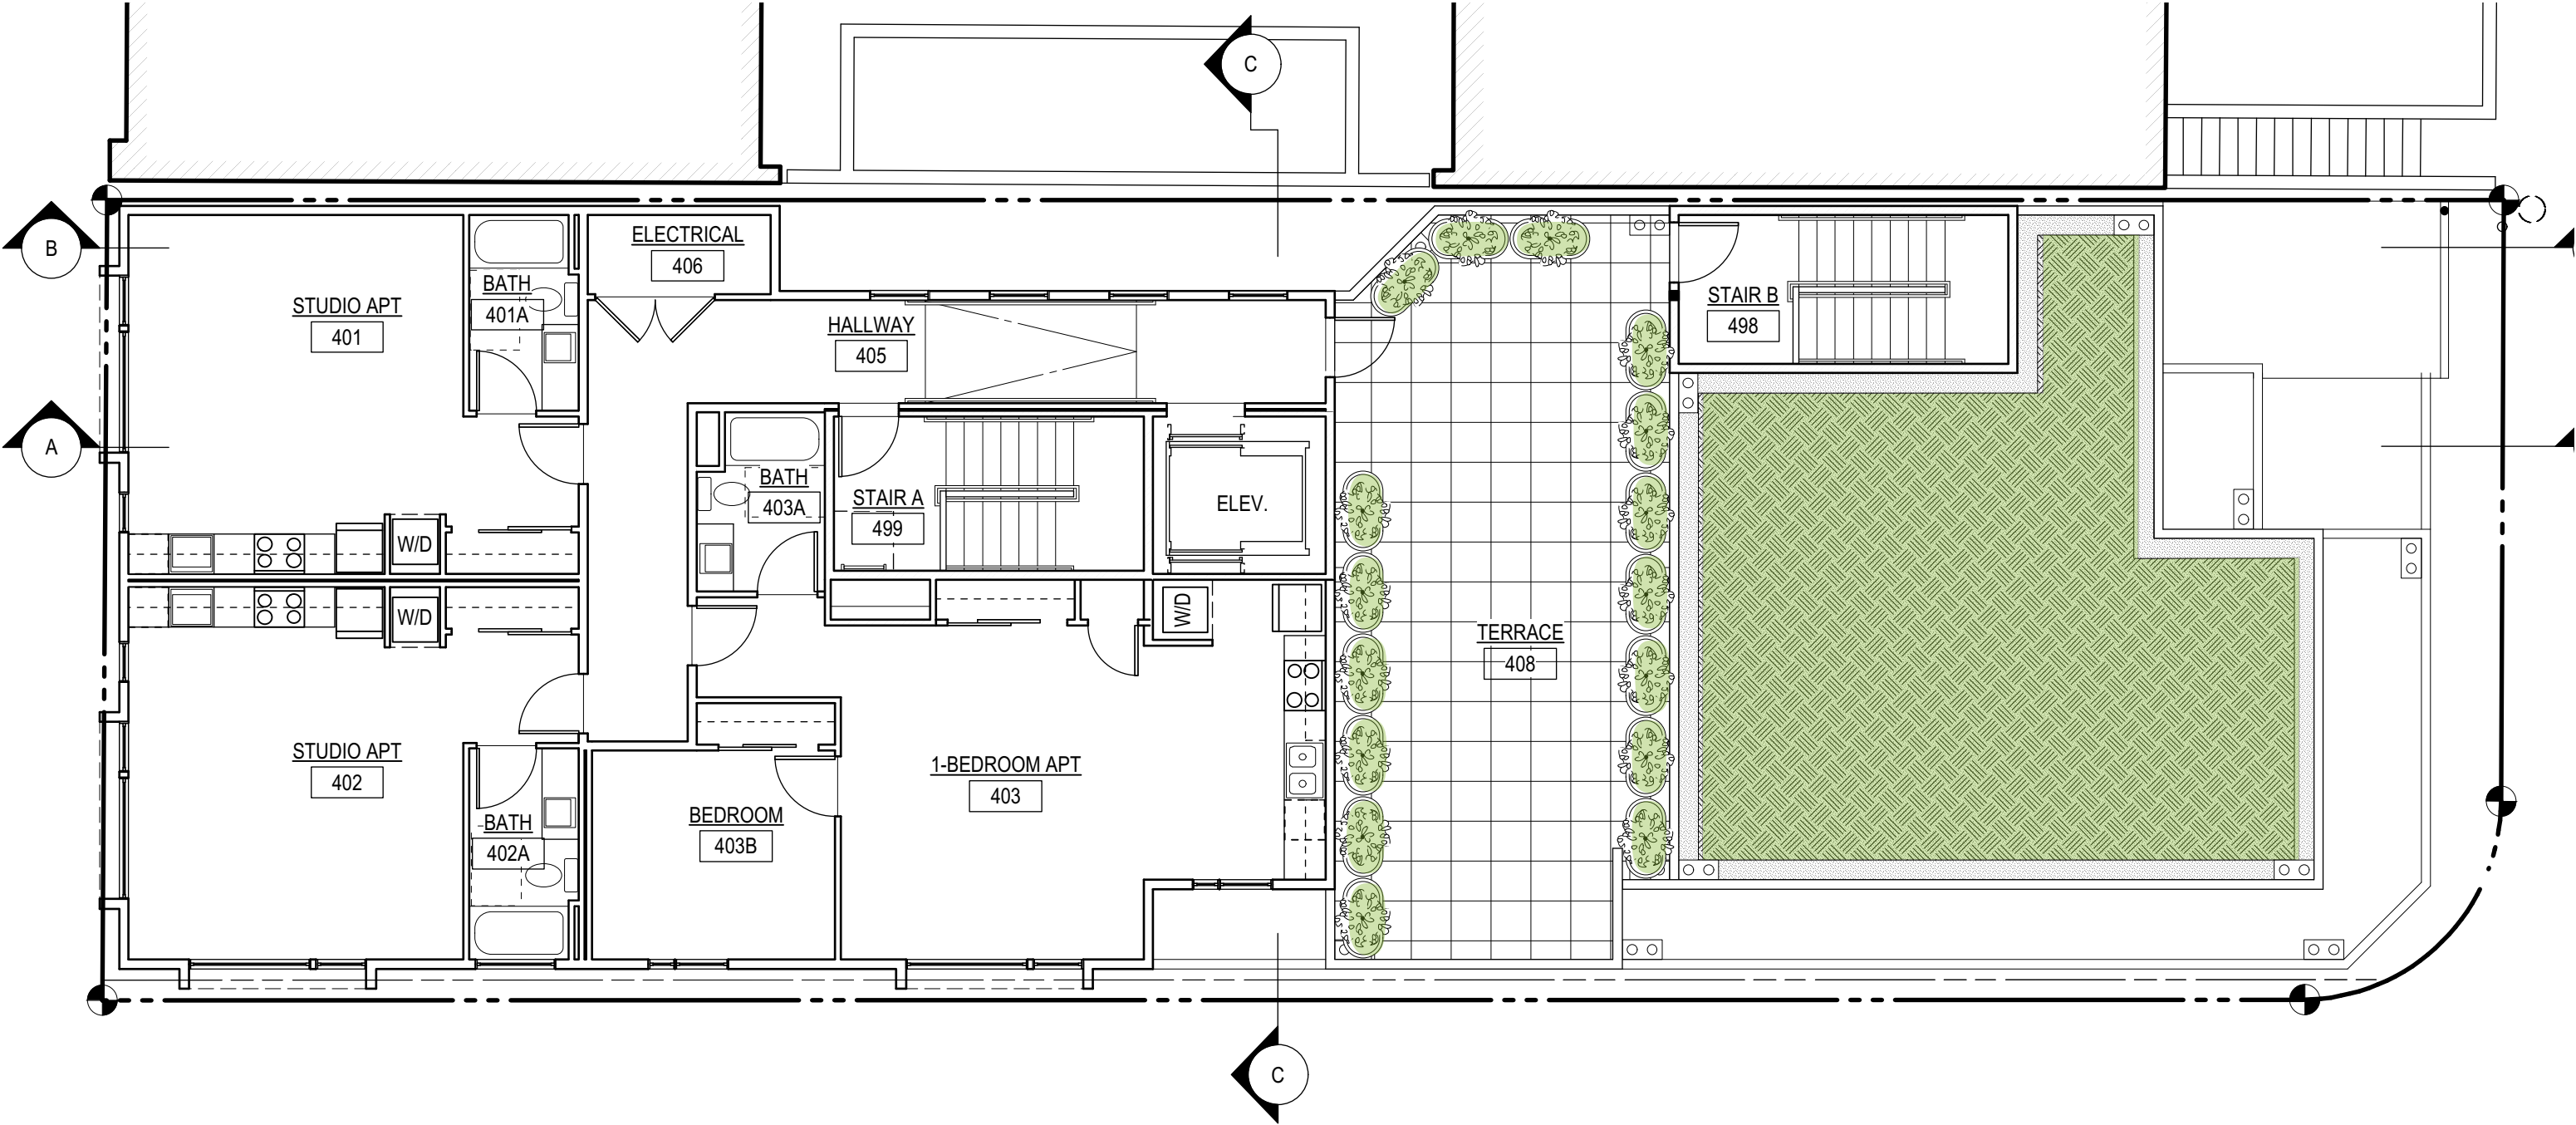 C
B
ELECTRICAL
406
BATH
401A
STUDIO APT
401
HALLWAY
405
STAIR B
498
A
BATH
403A
STAIR A
499
ELEV.
W/D
W/D
W/D
TERRACE
408
STUDIO APT
402
1-BEDROOM APT
403
BEDROOM
403B
BATH
402A
C